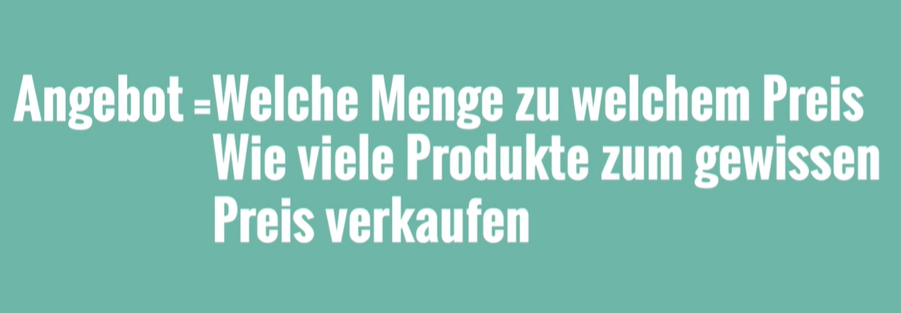 Angebot =Welche Menge zu welchem Preis
Wie viele Produkte zum gewissen
Preis verkaufen